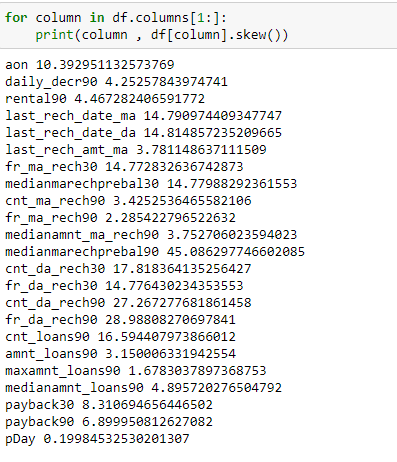 for column in df.columns[1:]:
    print(column , df[column].skew())
aon 10.392951132573769
daily_decr90 4.25257843974741
rental90 4.467282406591772
last_rech_date_ma 14.790974409347747
last_rech_date_da 14.814857235209665
last_rech_amt_ma 3.781148637111509
fr_ma_rech30 14.772832636742873
medianmarechprebal30 14.77988292361553
cnt_ma_rech90 3.4252536465582106
fr_ma_rech90 2.285422796522632
medianamnt_ma_rech90 3.752706023594023
medianmarechprebal90 45.086297746602085
cnt_da_rech30 17.818364135256427
fr_da_rech30 14.776430234353553
cnt_da_rech90 27.267277681861458
fr_da_rech90 28.98808270697841
cnt_loans90 16.594407973866012
amnt_loans90 3.150006331942554
maxamnt_loans90 1.6783037897368753
medianamnt_loans90 4.895720276504792
payback30 8.310694656446502
payback90 6.899950812627082
pDay 0.19984532530201307